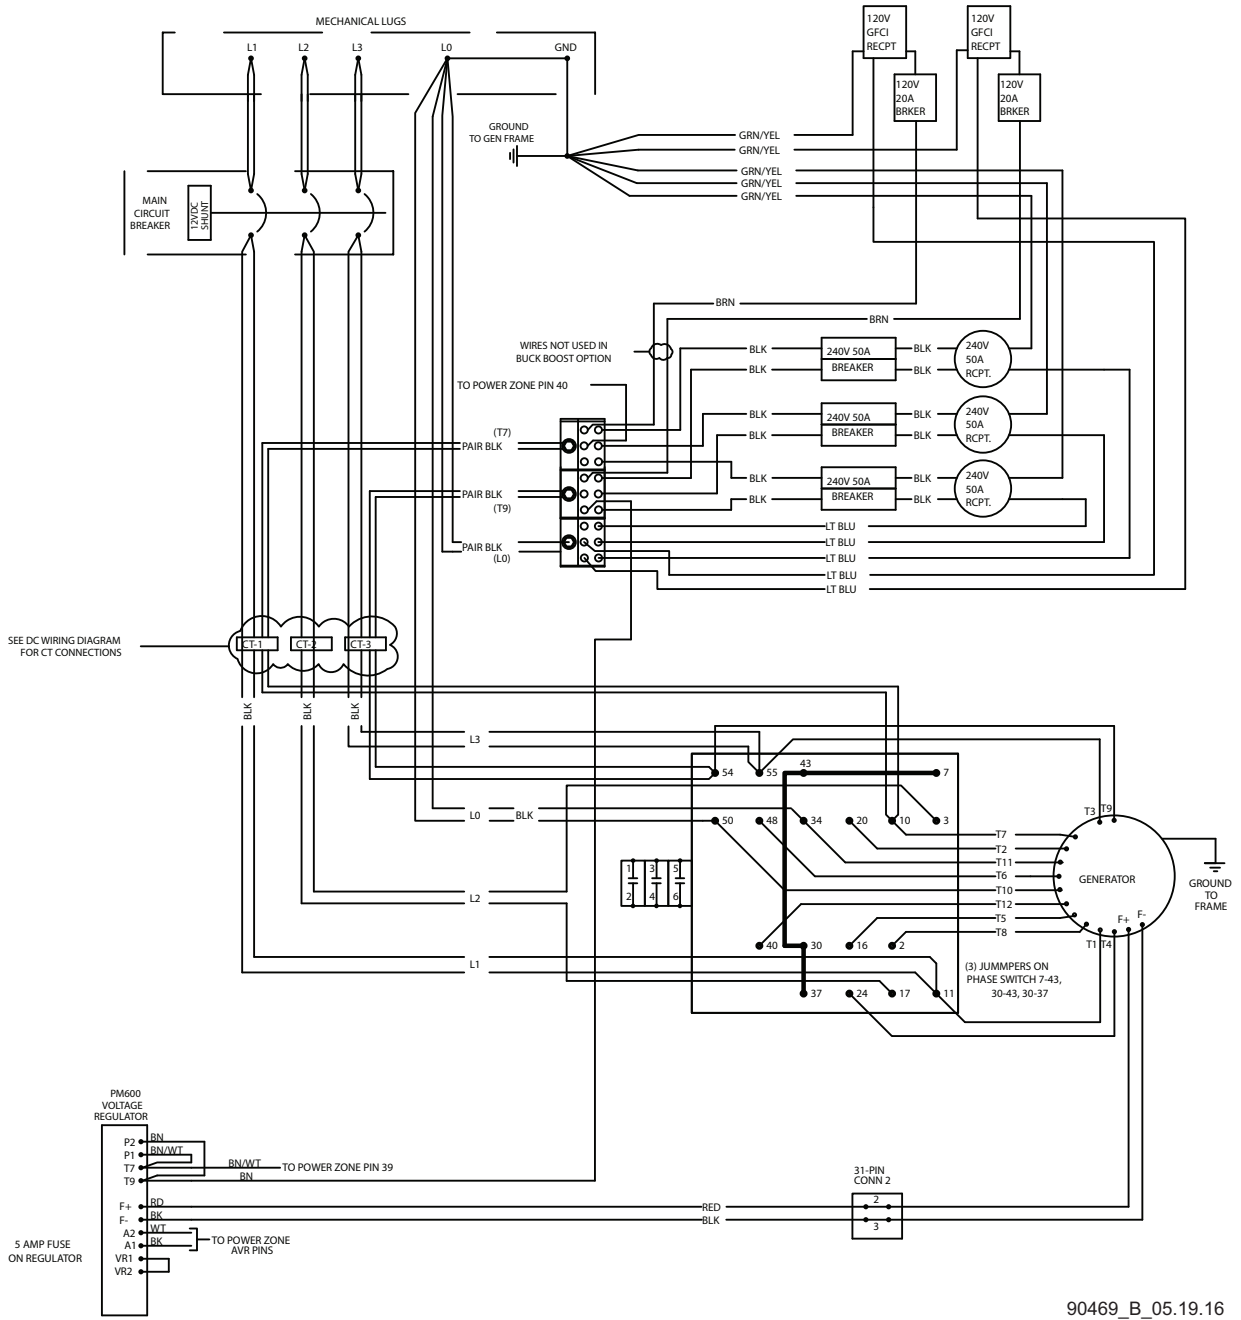 MECHANICAL LUGS
L1
L2
L3
L0
GND
120V
GFCI
RECPT
120V
GFCI
RECPT
120V
20A
BRKER
120V
20A
BRKER
GROUND
TO GEN FRAME
GRN/YEL
GRN/YEL
GRN/YEL
GRN/YEL
GRN/YEL
MAIN
CIRCUIT
BREAKER
12VDC
SHUNT
BRN
BRN
WIRES NOT USED IN
BUCK BOOST OPTION
TO POWER ZONE PIN 40
BLK
BLK
240V 50A
BREAKER
BLK
BLK
240V
50A
RCPT.
BLK
BLK
240V 50A
BREAKER
BLK
BLK
240V
50A
RCPT.
BLK
BLK
240V 50A
BREAKER
BLK
BLK
240V
50A
RCPT.
(T7)
PAIR BLK
PAIR BLK
(T9)
PAIR BLK
(L0)
LT BLU
LT BLU
LT BLU
LT BLU
LT BLU
SEE DC WIRING DIAGRAM
FOR CT CONNECTIONS
CT-1
CT-2
CT-3
BLK
BLK
BLK
L3
L0
BLK
L2
L1
54
55
43
7
50
48
34
20
10
3
40
30
16
2
37
24
17
11
1
2
3
4
5
6
T3
T9
T7
T2
T11
T6
T10
T12
T5
T8
T1
T4
F+
F-
GENERATOR
GROUND
TO
FRAME
(3) JUMMPERS ON
PHASE SWITCH 7-43,
30-43, 30-37
PM600
VOLTAGE
REGULATOR
P2
BN
P1
BN/WT
T7
BN/WT
TO POWER ZONE PIN 39
T9
BN
F+
RD
F-
BK
A2
WT
A1
BK
VR1
VR2
TO POWER ZONE
AVR PINS
5 AMP FUSE
ON REGULATOR
RED
BLK
31-PIN
CONN 2
2
3
90469_B_05.19.16